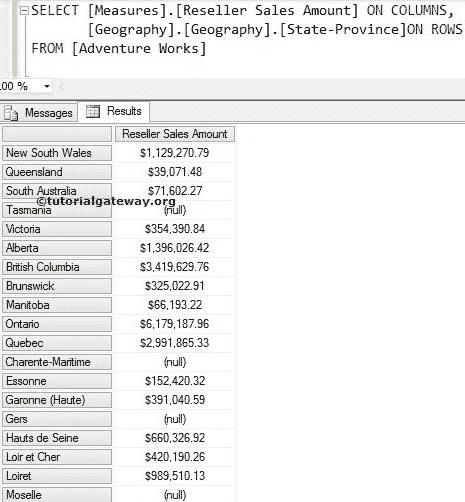 SELECT [Measures].[Reseller Sales Amount] ON COLUMNS,
[Geography].[Geography].[State-Province]ON ROWS
FROM [Adventure Works]
.00 %
Messages Results
Reseller Sales Amount
New South Wales $1,129,270.79
Queensland $39,071.48
South Australia $71,602.27
©tutorialgateway.org
Tasmania (null)
Victoria $354,390.84
Alberta $1,396,026.42
British Columbia $3,419,629.76
Brunswick $325,022.91
Manitoba $66,193.22
Ontario $6,179,187.96
Quebec $2,991,865.33
Charente-Maritime (null)
Essonne $152,420.32
Garonne (Haute) $391,040.59
Gers (null)
Hauts de Seine $660,326.92
Loir et Cher $420,190.26
Loiret $989,510.13
Moselle (null)